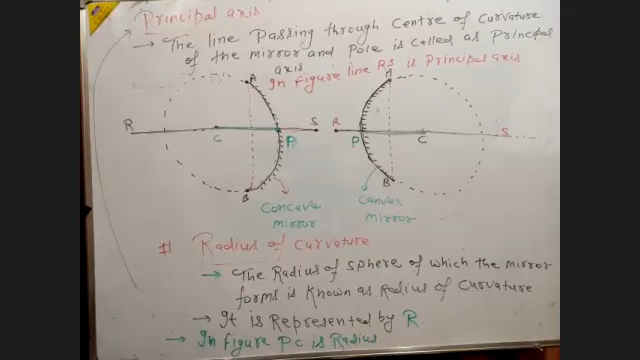 Principal axis.
→ The line Passing through Centre of Curvature
of the mirror and Pole is called as Principal
axis
In Figure line RS is Principal axis
A
A
R
C
P
S
R
P
C
S
B
B
Concave
mirror
Convex
mirror
# Radius of Curvature
→ The Radius of Sphere of which the mirror
forms is Known as Radius of Curvature
→ It is Represented by R
→ In figure PC is Radius